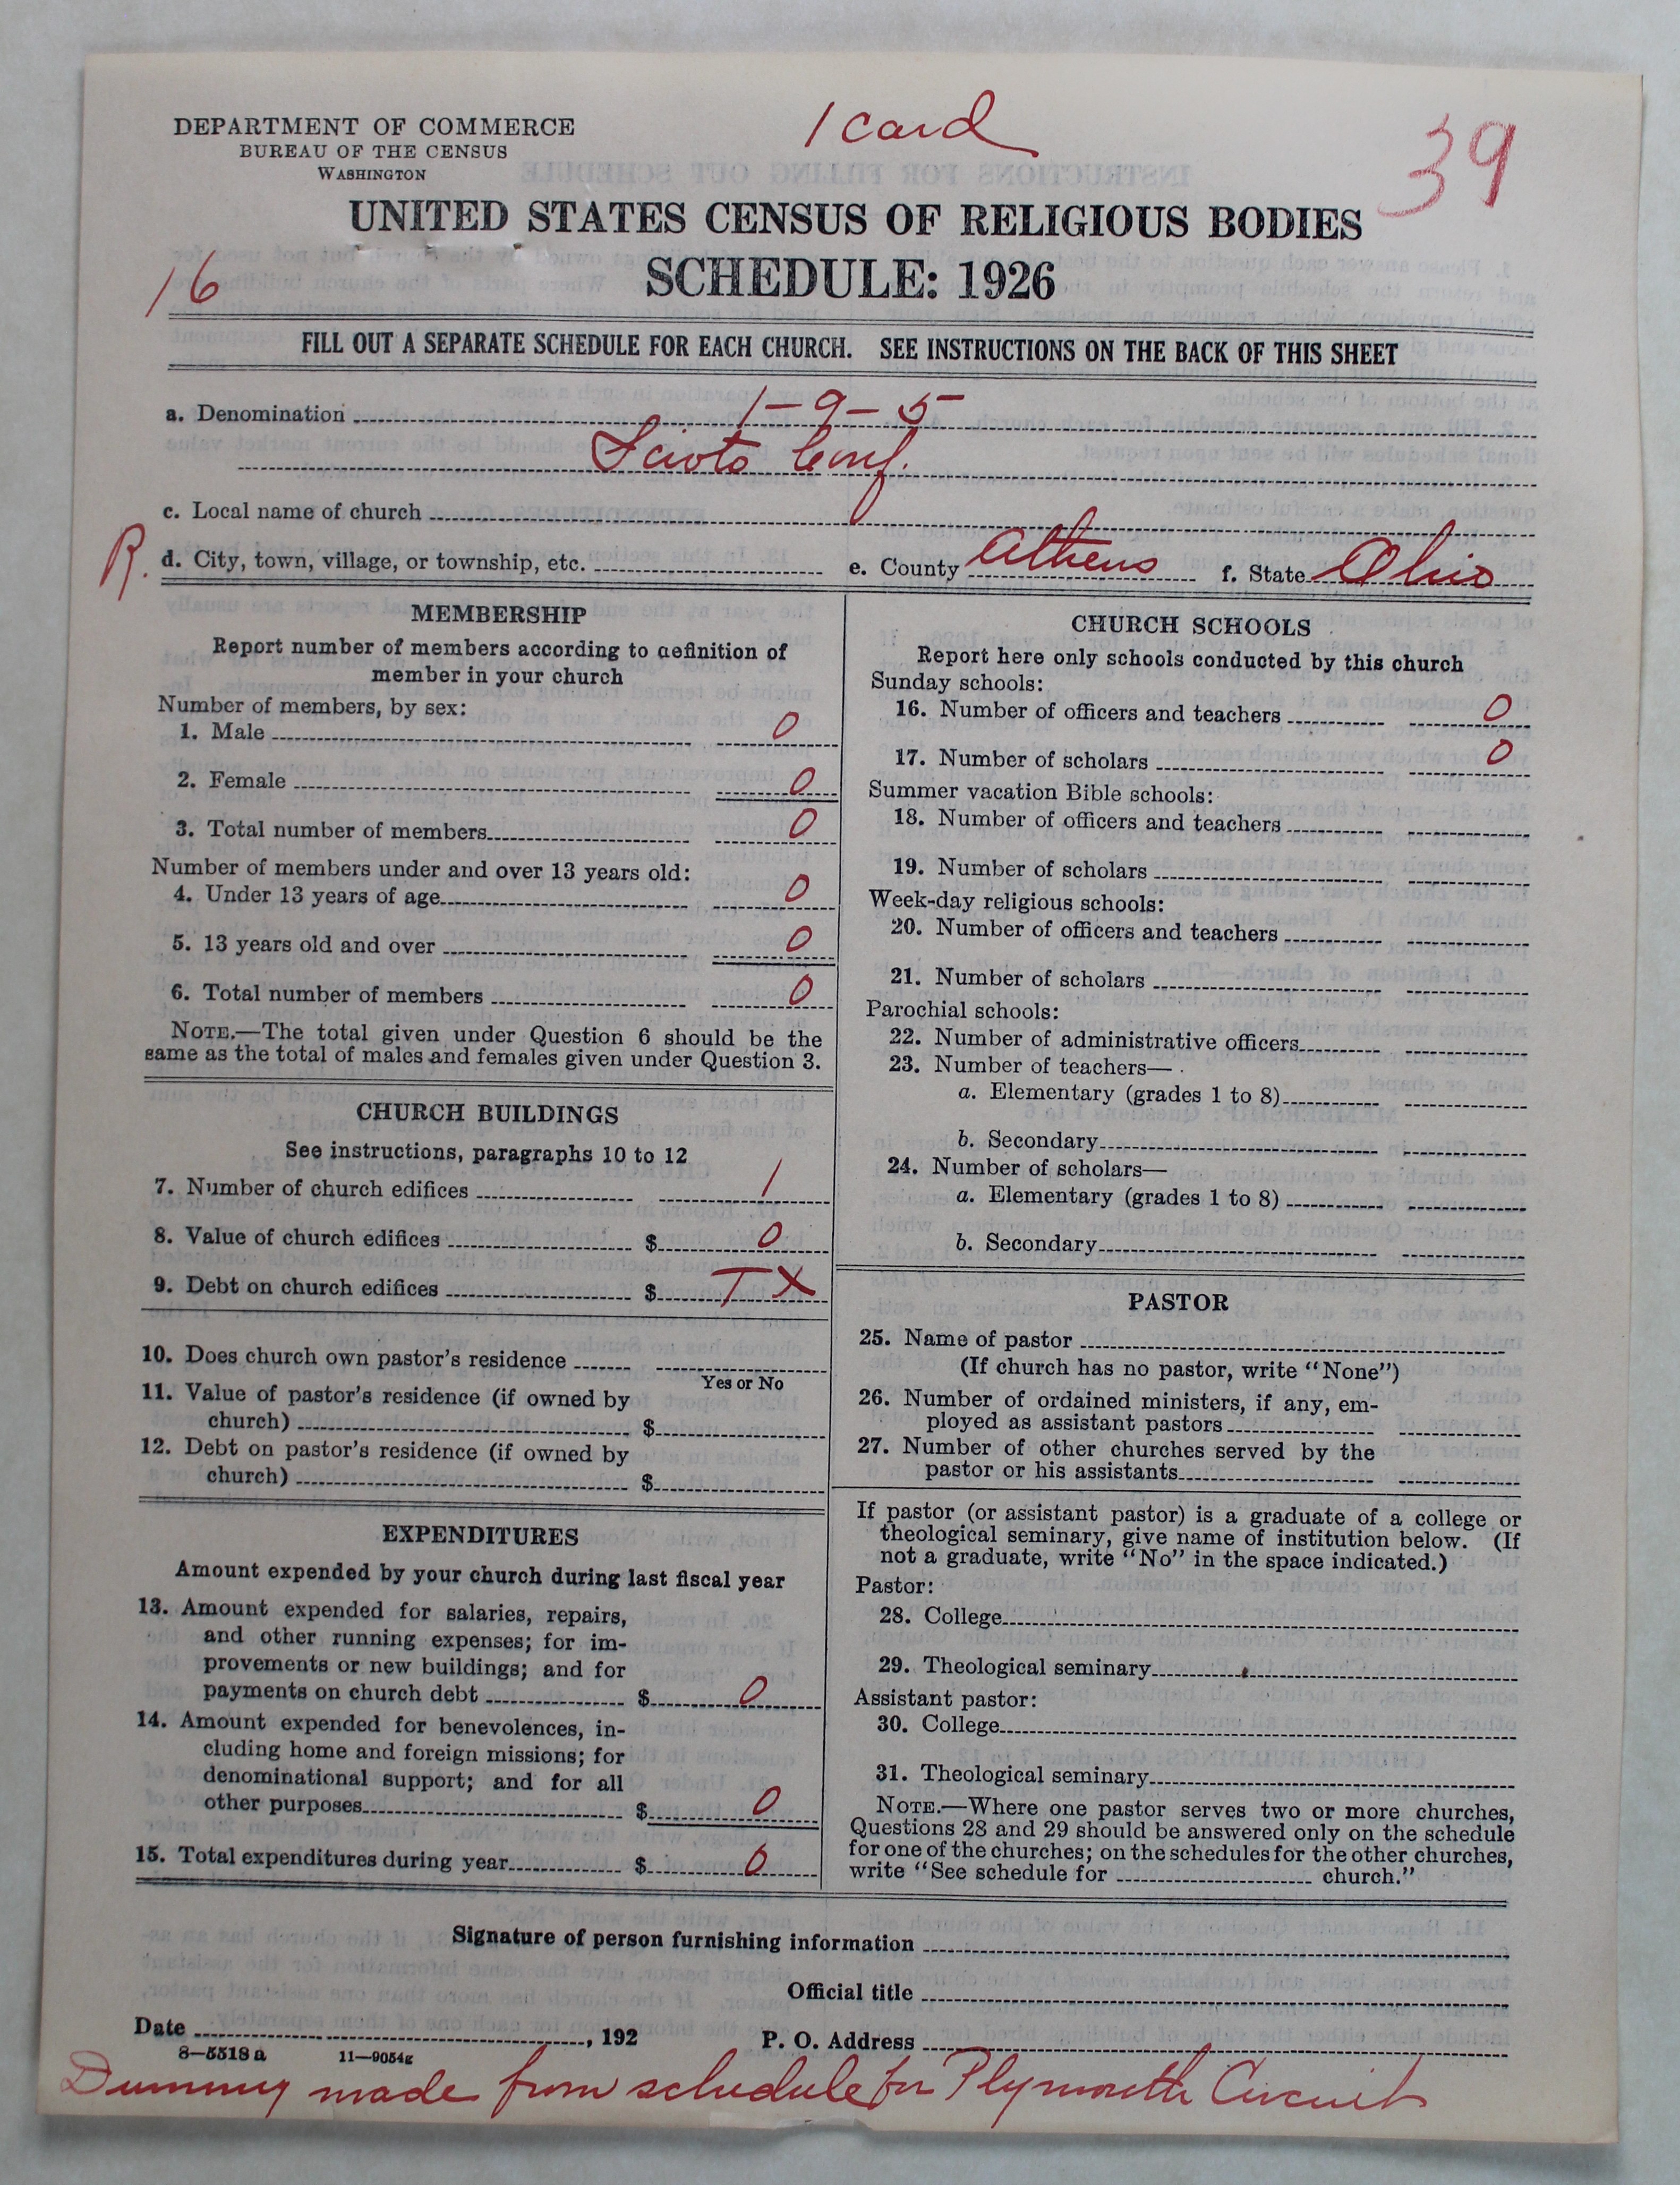 1 card
39
DEPARTMENT OF COMMERCE
BUREAU OF THE CENSUS
WASHINGTON
UNITED STATES CENSUS OF RELIGIOUS BODIES
16
SCHEDULE: 1926
FILL OUT A SEPARATE SCHEDULE FOR EACH CHURCH. SEE INSTRUCTIONS ON THE BACK OF THIS SHEET
a. Denomination 1-9-5
Scioto Conf.
c. Local name of church
R. d. City, town, village, or township, etc. e. County Athens f. State Ohio
MEMBERSHIP
Report number of members according to definition of
member in your church
Number of members, by sex:
1. Male 0
2. Female 0
3. Total number of members 0
Number of members under and over 13 years old:
4. Under 13 years of age 0
5. 13 years old and over 0
6. Total number of members 0
NOTE.—The total given under Question 6 should be the
same as the total of males and females given under Question 3.
CHURCH BUILDINGS
See instructions, paragraphs 10 to 12
7. Number of church edifices 1
8. Value of church edifices $ 0
9. Debt on church edifices $ T X
10. Does church own pastor's residence
Yes or No
11. Value of pastor's residence (if owned by
church) $
12. Debt on pastor's residence (if owned by
church) $
EXPENDITURES
Amount expended by your church during last fiscal year
13. Amount expended for salaries, repairs,
and other running expenses; for im-
provements or new buildings; and for
payments on church debt $ 0
14. Amount expended for benevolences, in-
cluding home and foreign missions; for
denominational support; and for all
other purposes $ 0
15. Total expenditures during year $ 0
CHURCH SCHOOLS
Report here only schools conducted by this church
Sunday schools:
16. Number of officers and teachers 0
17. Number of scholars 0
Summer vacation Bible schools:
18. Number of officers and teachers
19. Number of scholars
Week-day religious schools:
20. Number of officers and teachers
21. Number of scholars
Parochial schools:
22. Number of administrative officers
23. Number of teachers—
a. Elementary (grades 1 to 8)
b. Secondary
24. Number of scholars—
a. Elementary (grades 1 to 8)
b. Secondary
PASTOR
25. Name of pastor
(If church has no pastor, write "None")
26. Number of ordained ministers, if any, em-
ployed as assistant pastors
27. Number of other churches served by the
pastor or his assistants
If pastor (or assistant pastor) is a graduate of a college or
theological seminary, give name of institution below. (If
not a graduate, write "No" in the space indicated.)
Pastor:
28. College
29. Theological seminary
Assistant pastor:
30. College
31. Theological seminary
NOTE.—Where one pastor serves two or more churches,
Questions 28 and 29 should be answered only on the schedule
for one of the churches; on the schedules for the other churches,
write "See schedule for church."
Signature of person furnishing information
Official title
Date , 192 P. O. Address
8—5518 a 11—9054g
Dummy made from schedule for Plymouth Circuit